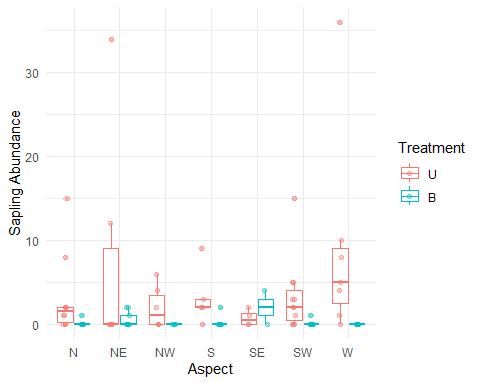 Sapling Abundance
30
20
10
0
N NE NW S SE SW W
Aspect
Treatment
U
B